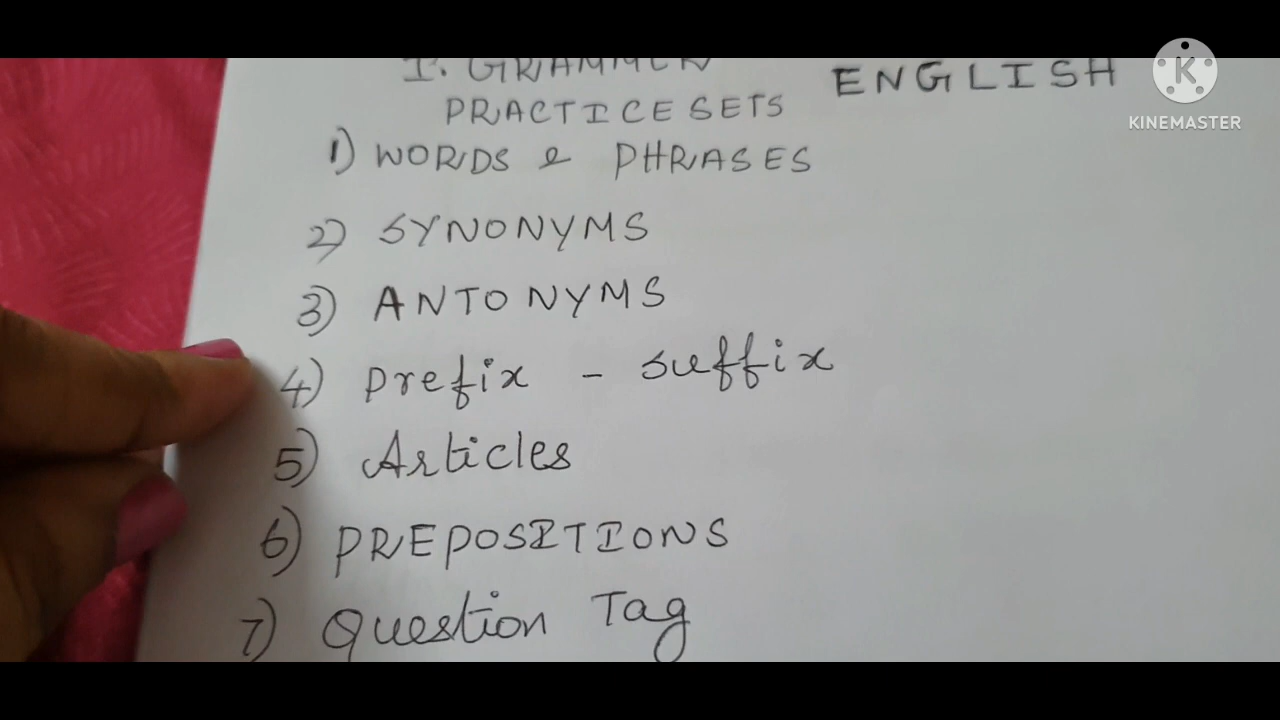 I. GRAMMER
ENGLISH
PRACTICE SETS
1) WORDS & PHRASES
2) SYNONYMS
3) ANTONYMS
4) Prefix - suffix
5) Articles
6) PREPOSITIONS
7) Question Tag
K
KINEMASTER